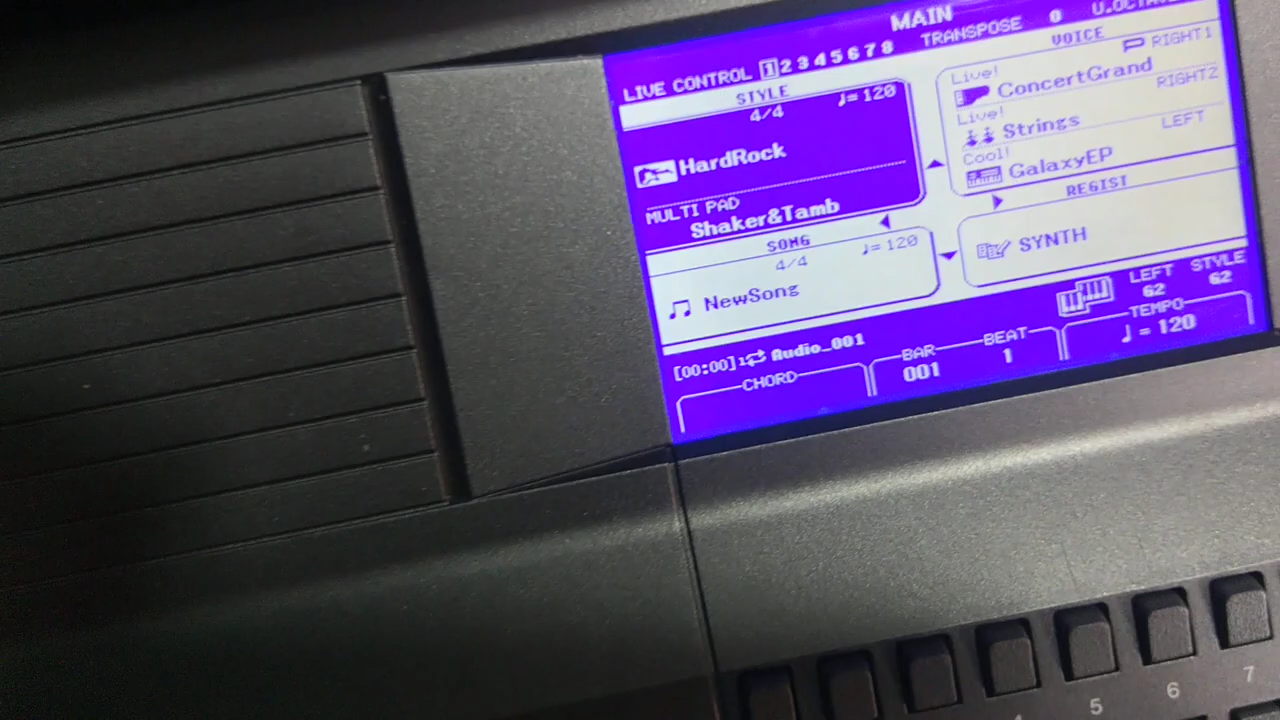 MAIN
LIVE CONTROL 1 2 3 4 5 6 7 8 TRANSPOSE 0
STYLE
4/4 ♩= 120
HardRock
MULTI PAD
Shaker&Tamb
VOICE
RIGHT1
Live!
ConcertGrand
RIGHT2
Live!
Strings
LEFT
Cool!
GalaxyEP
SONG
4/4 ♩= 120
NewSong
REGIST
SYNTH
LEFT STYLE
62 62
[00:00] 1 Audio_001
CHORD
BAR
001
BEAT
1
TEMPO
♩ = 120
5 6 7